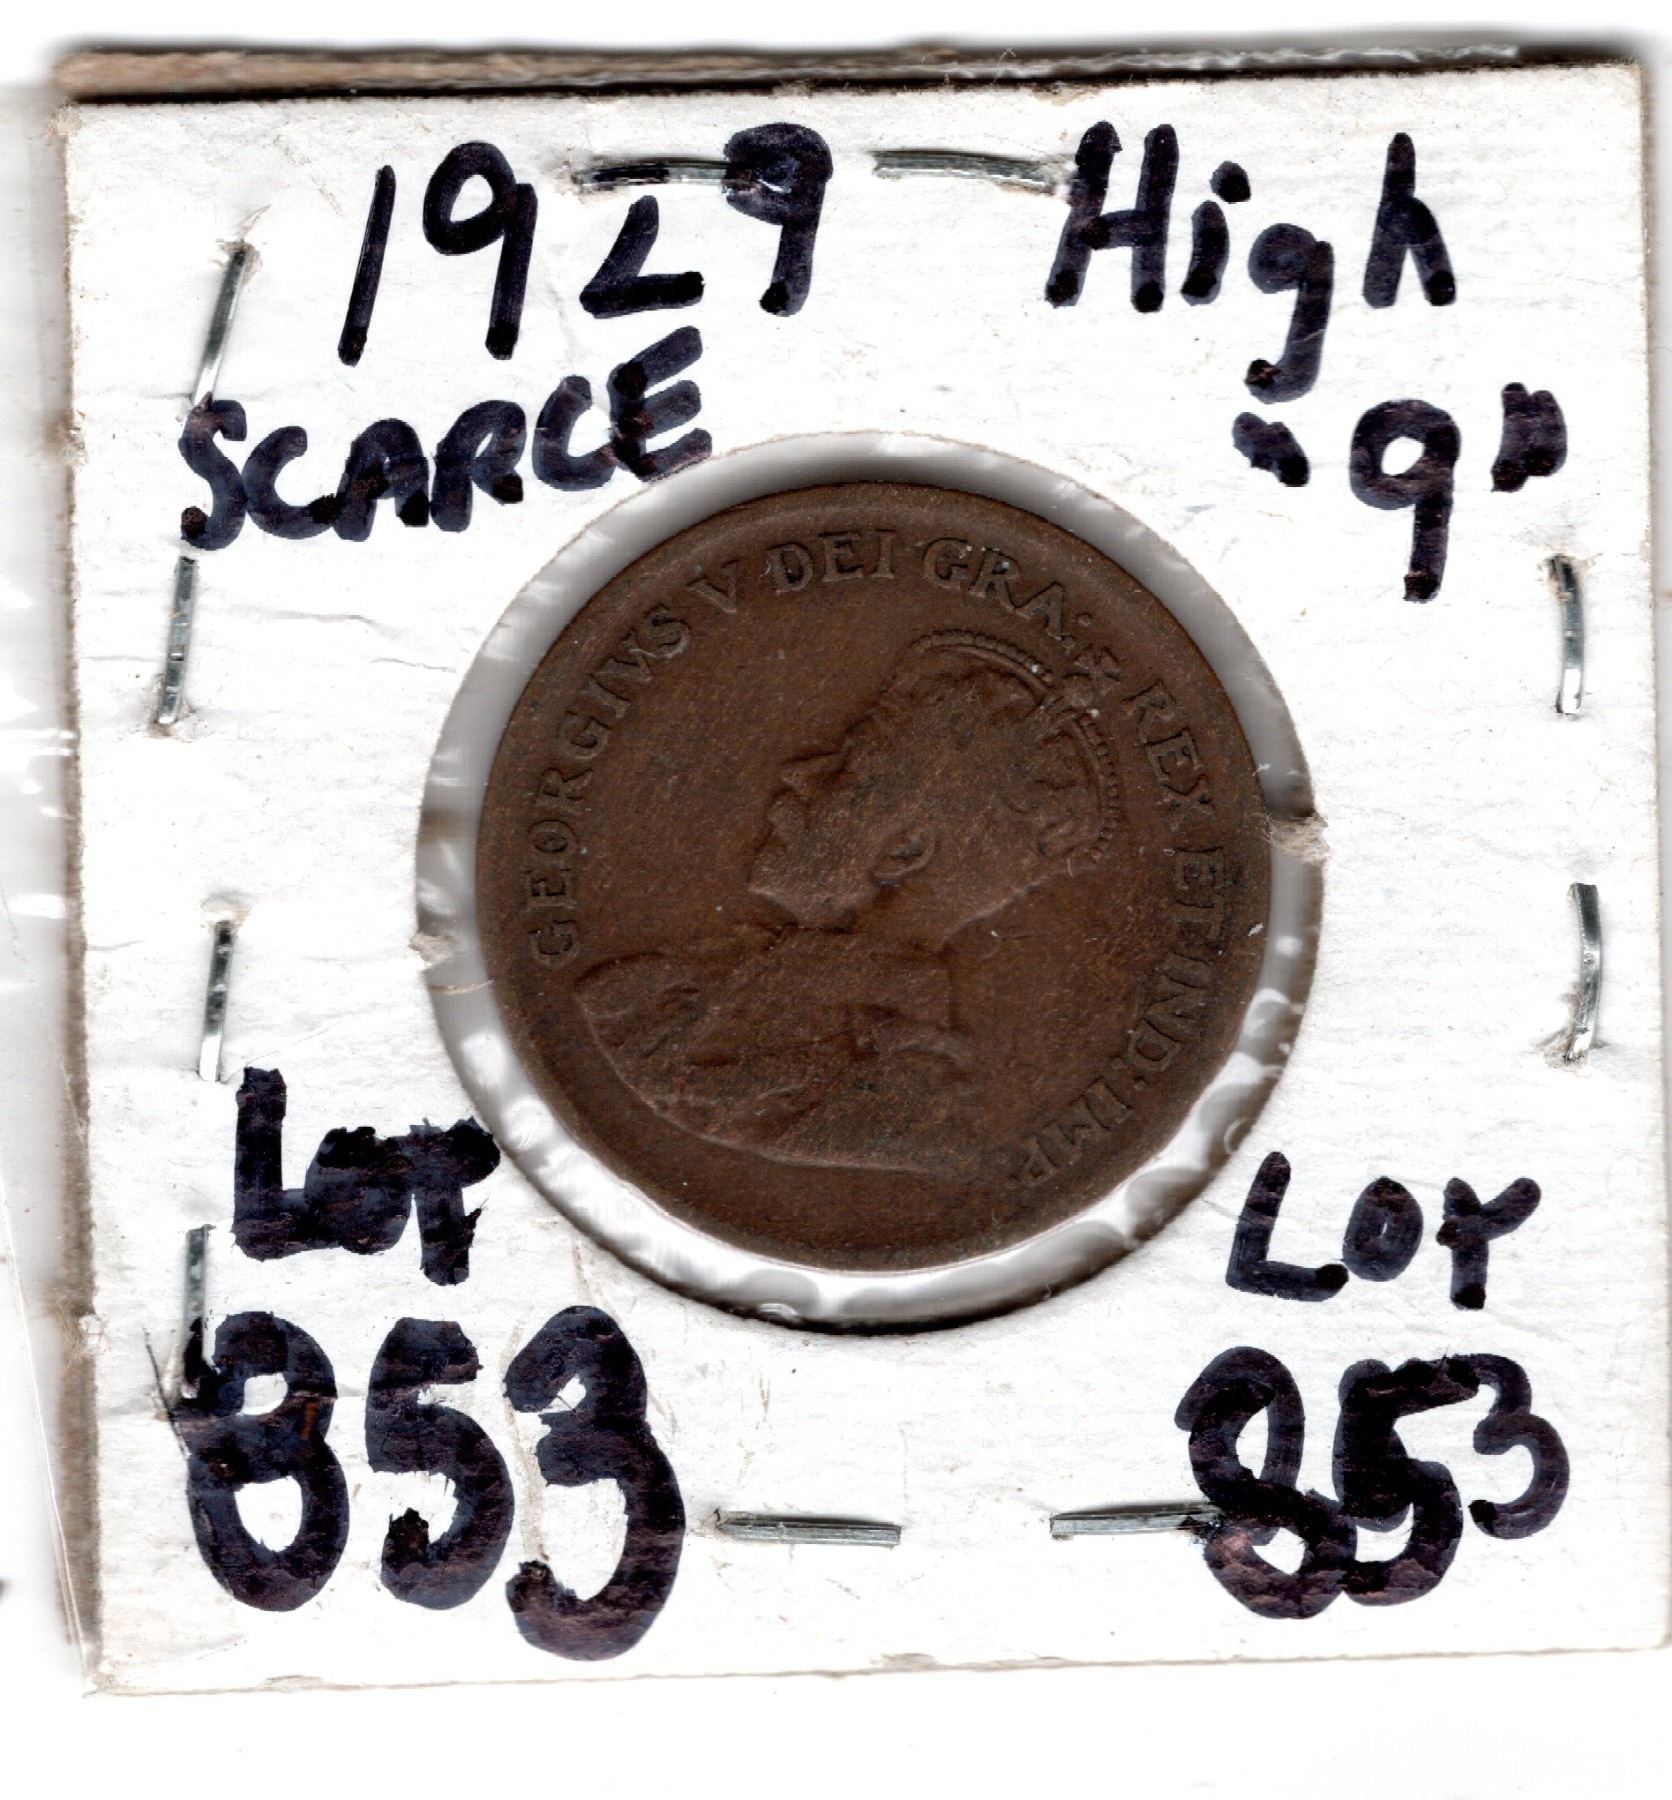 1929 High
SCARCE "9"
GEORGIVS V DEI GRA: REX ET IND: IMP:
Lot LOT
853 853